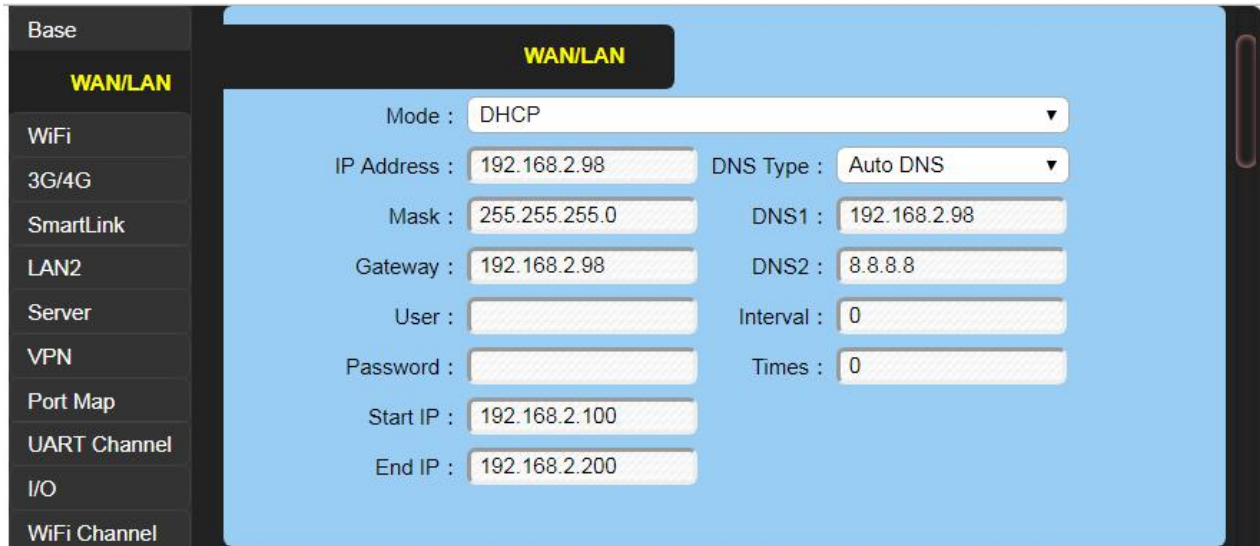 Base
WAN/LAN
WiFi
3G/4G
SmartLink
LAN2
Server
VPN
Port Map
UART Channel
I/O
WiFi Channel
WAN/LAN
Mode : DHCP
IP Address : 192.168.2.98 DNS Type : Auto DNS
Mask : 255.255.255.0 DNS1 : 192.168.2.98
Gateway : 192.168.2.98 DNS2 : 8.8.8.8
User : Interval : 0
Password : Times : 0
Start IP : 192.168.2.100
End IP : 192.168.2.200